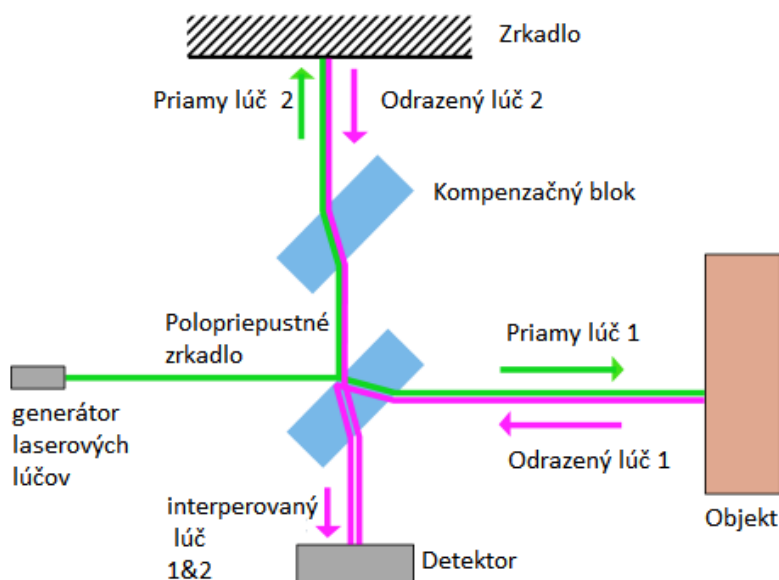 Zrkadlo
Priamy lúč 2
Odrazený lúč 2
Kompenzačný blok
Polopriepustné
zrkadlo
Priamy lúč 1
generátor
laserových
lúčov
Odrazený lúč 1
interperovaný
lúč
1&2
Detektor
Objekt